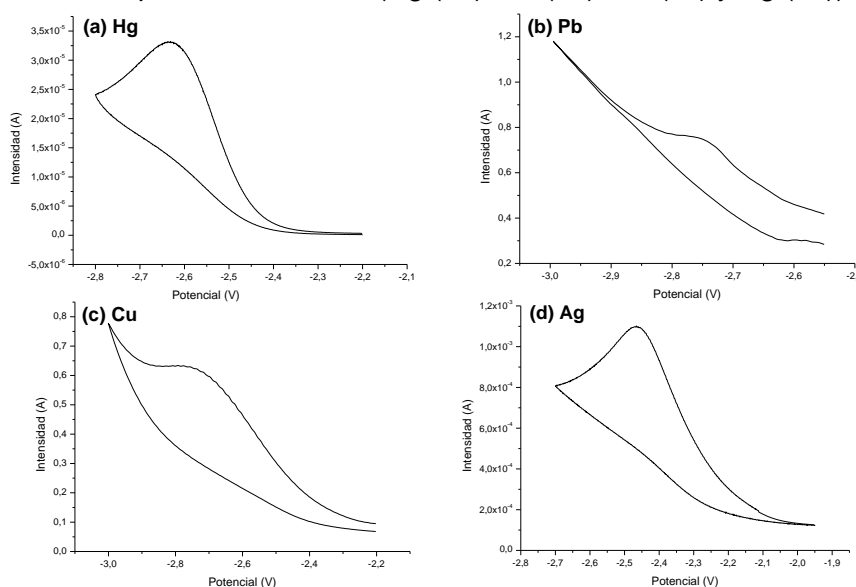 (a) Hg
3,5x10⁻⁵
3,0x10⁻⁵
2,5x10⁻⁵
2,0x10⁻⁵
1,5x10⁻⁵
1,0x10⁻⁵
5,0x10⁻⁶
0,0
-5,0x10⁻⁶
Intensidad (A)
-2,8 -2,7 -2,6 -2,5 -2,4 -2,3 -2,2 -2,1
Potencial (V)
(b) Pb
1,2
1,0
0,8
0,6
0,4
0,2
Intensidad (A)
-3,0 -2,9 -2,8 -2,7 -2,6
Potencial (V)
(c) Cu
0,8
0,7
0,6
0,5
0,4
0,3
0,2
0,1
0,0
Intensidad (A)
-3,0 -2,8 -2,6 -2,4 -2,2
Potencial (V)
(d) Ag
1,2x10⁻³
1,0x10⁻³
8,0x10⁻⁴
6,0x10⁻⁴
4,0x10⁻⁴
2,0x10⁻⁴
0,0
Intensidad (A)
-2,8 -2,7 -2,6 -2,5 -2,4 -2,3 -2,2 -2,1 -2,0 -1,9
Potencial (V)